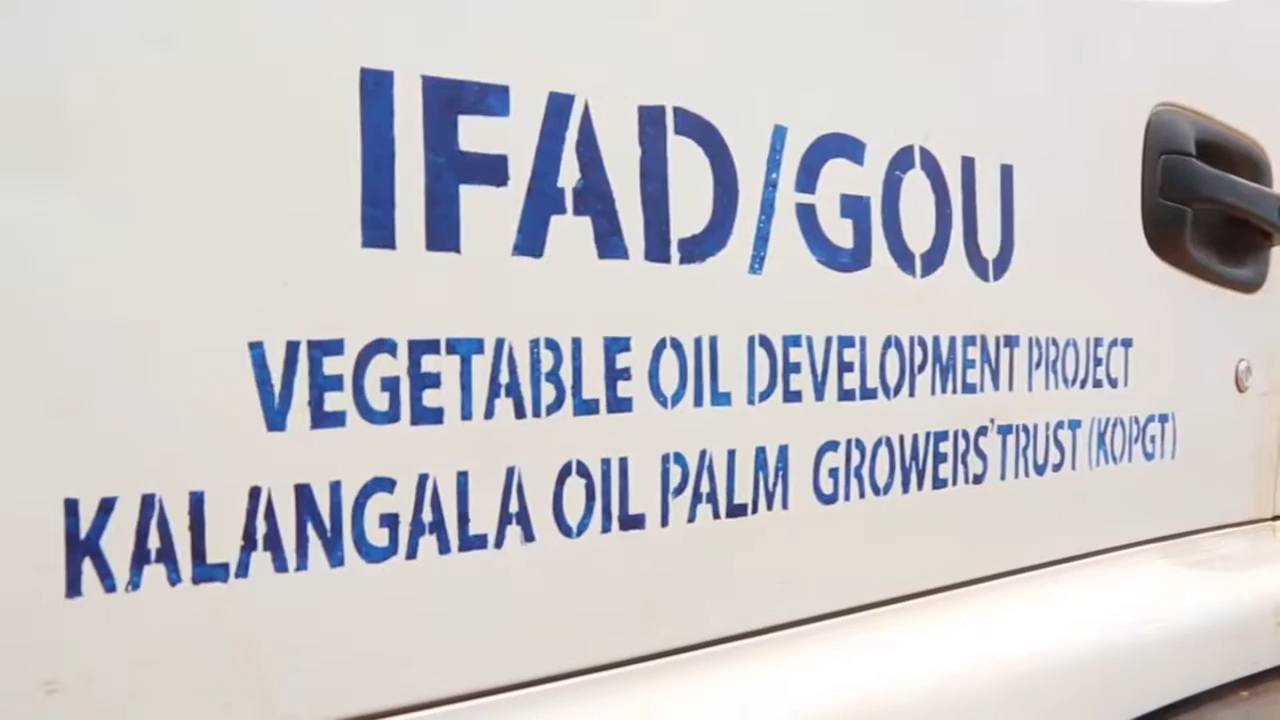 IFAD/GOU
VEGETABLE OIL DEVELOPMENT PROJECT
KALANGALA OIL PALM GROWERS'TRUST (KOPGT)